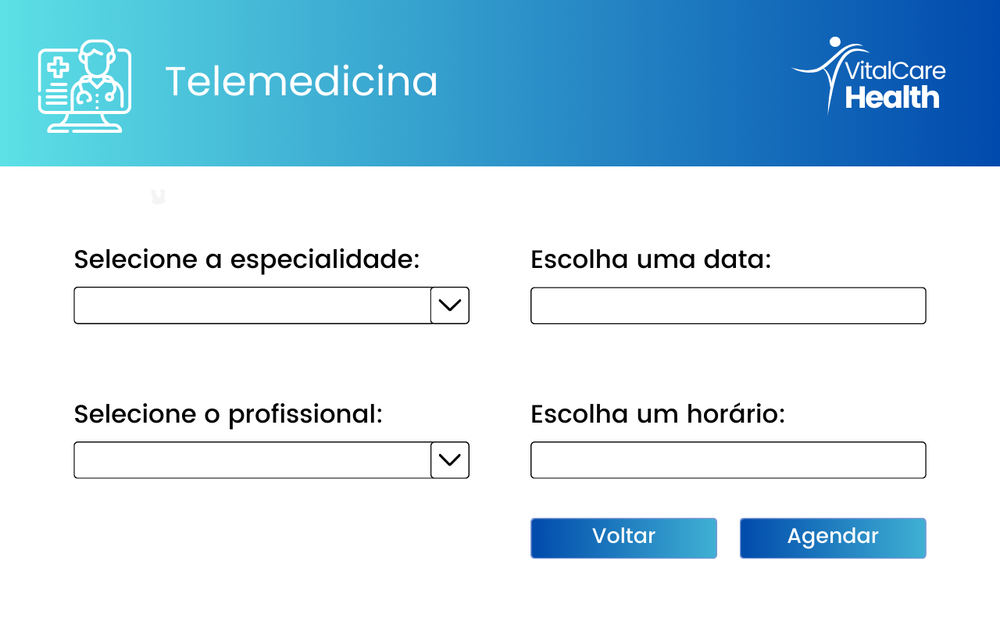 Telemedicina
VitalCare
Health
Selecione a especialidade:
Escolha uma data:
Selecione o profissional:
Escolha um horário:
Voltar
Agendar